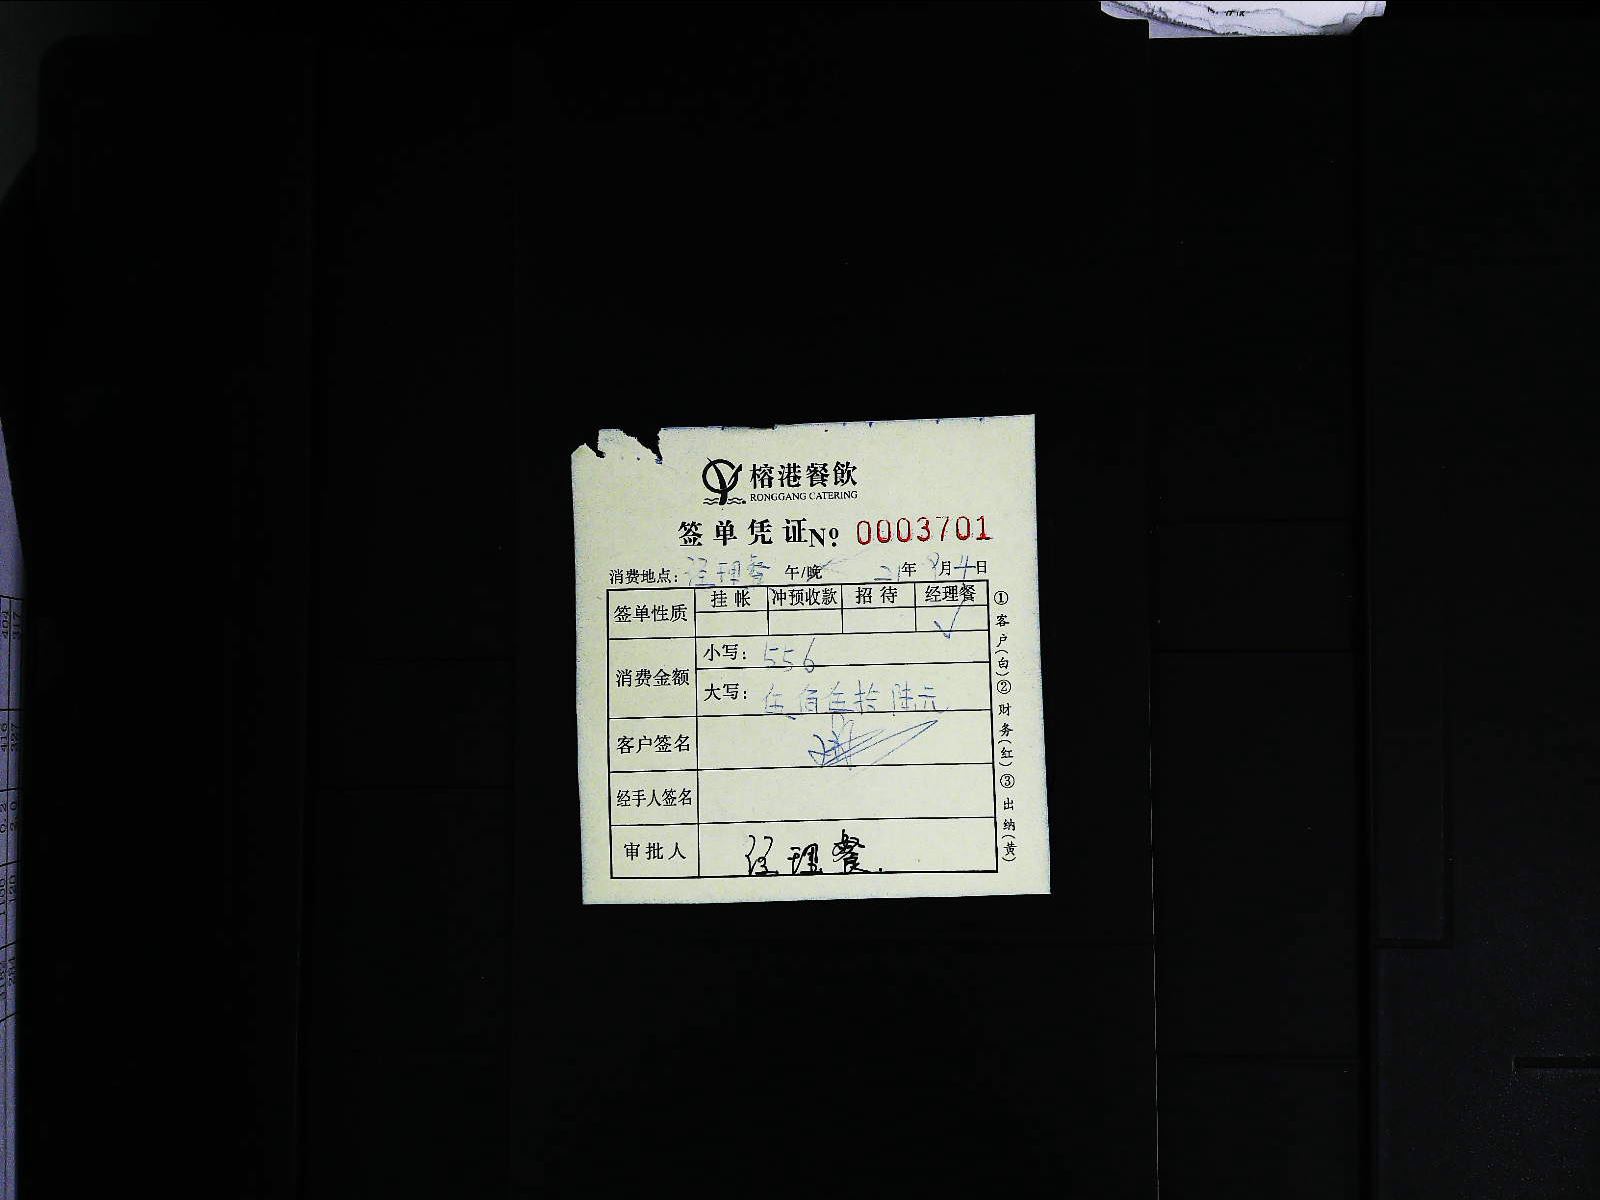 榕港餐飲
RONGGANG CATERING
签单凭证№ 0003701
消费地点：经理餐 午/晚 21年 月4日
签单性质 挂帐 冲预收款 招待 经理餐
√
消费金额 小写：556
大写：伍佰伍拾陆元
客户签名
经手人签名
审批人 经理餐.
①客户(白)②财务(红)③出纳(黄)